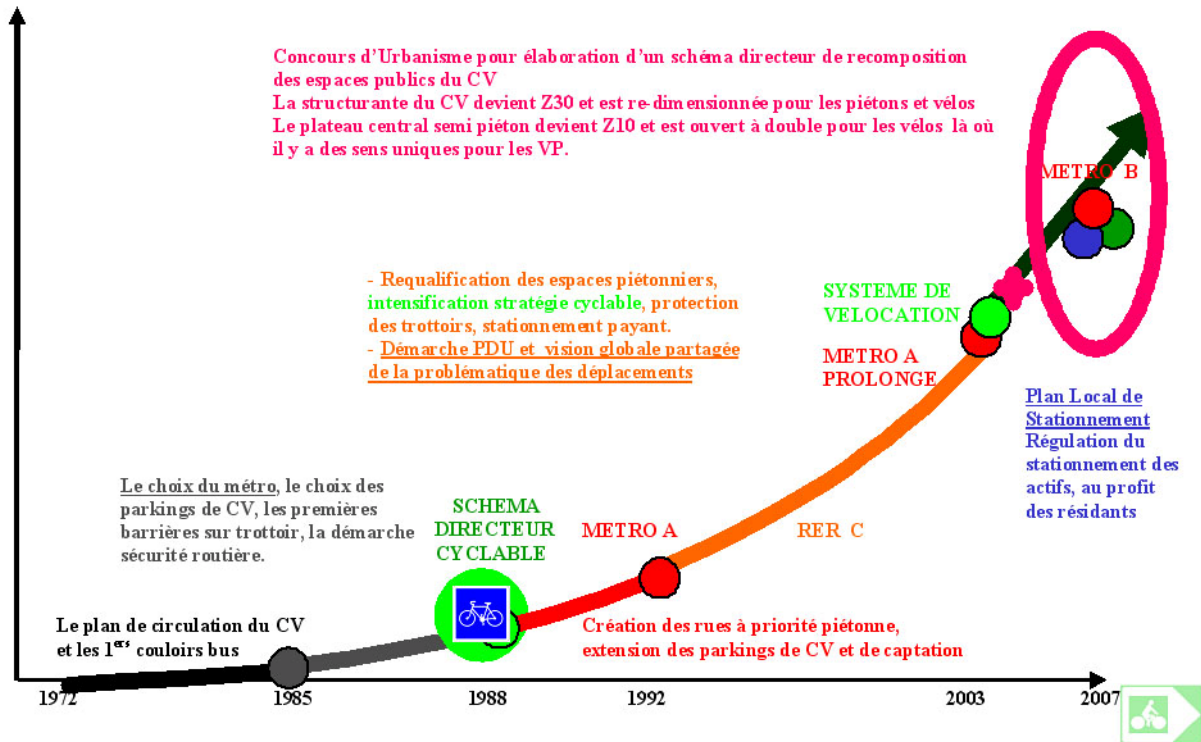 Concours d'Urbanisme pour élaboration d'un schéma directeur de recomposition
des espaces publics du CV
La structurante du CV devient Z30 et est re-dimensionnée pour les piétons et vélos
Le plateau central semi piéton devient Z10 et est ouvert à double pour les vélos là où
il y a des sens uniques pour les VP.
METRO B
- Requalification des espaces piétonniers,
intensification stratégie cyclable, protection
des trottoirs, stationnement payant.
- Démarche PDU et vision globale partagée
de la problématique des déplacements
SYSTEME DE
VELOCATION
METRO A
PROLONGE
Plan Local de
Stationnement
Régulation du
stationnement des
actifs, au profit
des résidants
Le choix du métro, le choix des
parkings de CV, les premières
barrières sur trottoir, la démarche
sécurité routière.
SCHEMA
DIRECTEUR
CYCLABLE
METRO A
RER C
Le plan de circulation du CV
et les 1ers couloirs bus
Création des rues à priorité piétonne,
extension des parkings de CV et de captation
1972
1985
1988
1992
2003
2007